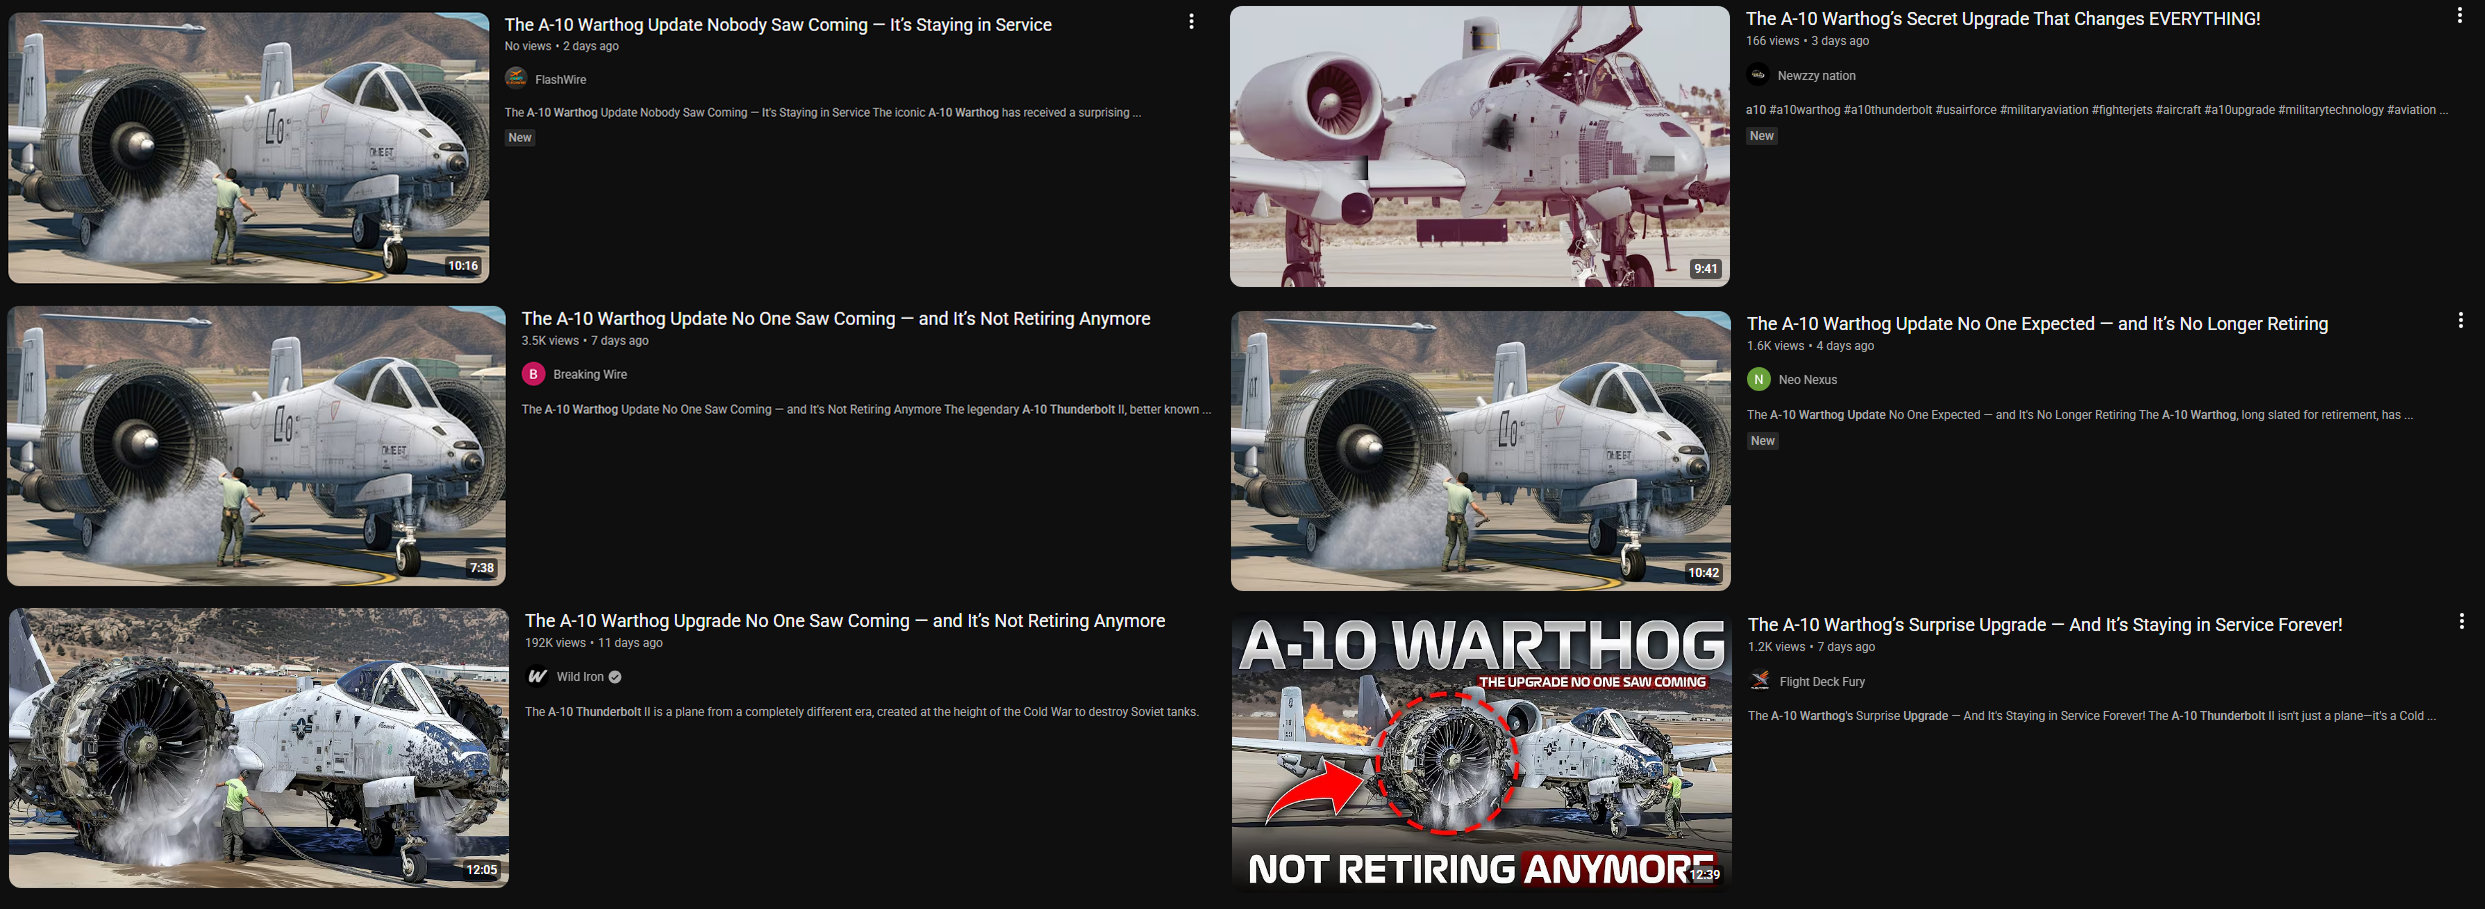 The A-10 Warthog Update Nobody Saw Coming — It's Staying in Service
No views • 2 days ago
FlashWire
The A-10 Warthog Update Nobody Saw Coming — It's Staying in Service The iconic A-10 Warthog has received a surprising ...
New
10:16
The A-10 Warthog's Secret Upgrade That Changes EVERYTHING!
166 views • 3 days ago
Newzzy nation
a10 #a10warthog #a10thunderbolt #usairforce #militaryaviation #fighterjets #aircraft #a10upgrade #militarytechnology #aviation ...
New
9:41
The A-10 Warthog Update No One Saw Coming — and It's Not Retiring Anymore
3.5K views • 7 days ago
B
Breaking Wire
The A-10 Warthog Update No One Saw Coming — and It's Not Retiring Anymore The legendary A-10 Thunderbolt II, better known ...
7:38
The A-10 Warthog Update No One Expected — and It's No Longer Retiring
1.6K views • 4 days ago
N
Neo Nexus
The A-10 Warthog Update No One Expected — and It's No Longer Retiring The A-10 Warthog, long slated for retirement, has ...
New
10:42
The A-10 Warthog Upgrade No One Saw Coming — and It's Not Retiring Anymore
192K views • 11 days ago
W
Wild Iron
The A-10 Thunderbolt II is a plane from a completely different era, created at the height of the Cold War to destroy Soviet tanks.
12:05
A-10 WARTHOG
THE UPGRADE NO ONE SAW COMING
NOT RETIRING ANYMORE
12:39
The A-10 Warthog's Surprise Upgrade — And It's Staying in Service Forever!
1.2K views • 7 days ago
Flight Deck Fury
The A-10 Warthog's Surprise Upgrade — And It's Staying in Service Forever! The A-10 Thunderbolt II isn't just a plane—it's a Cold ...